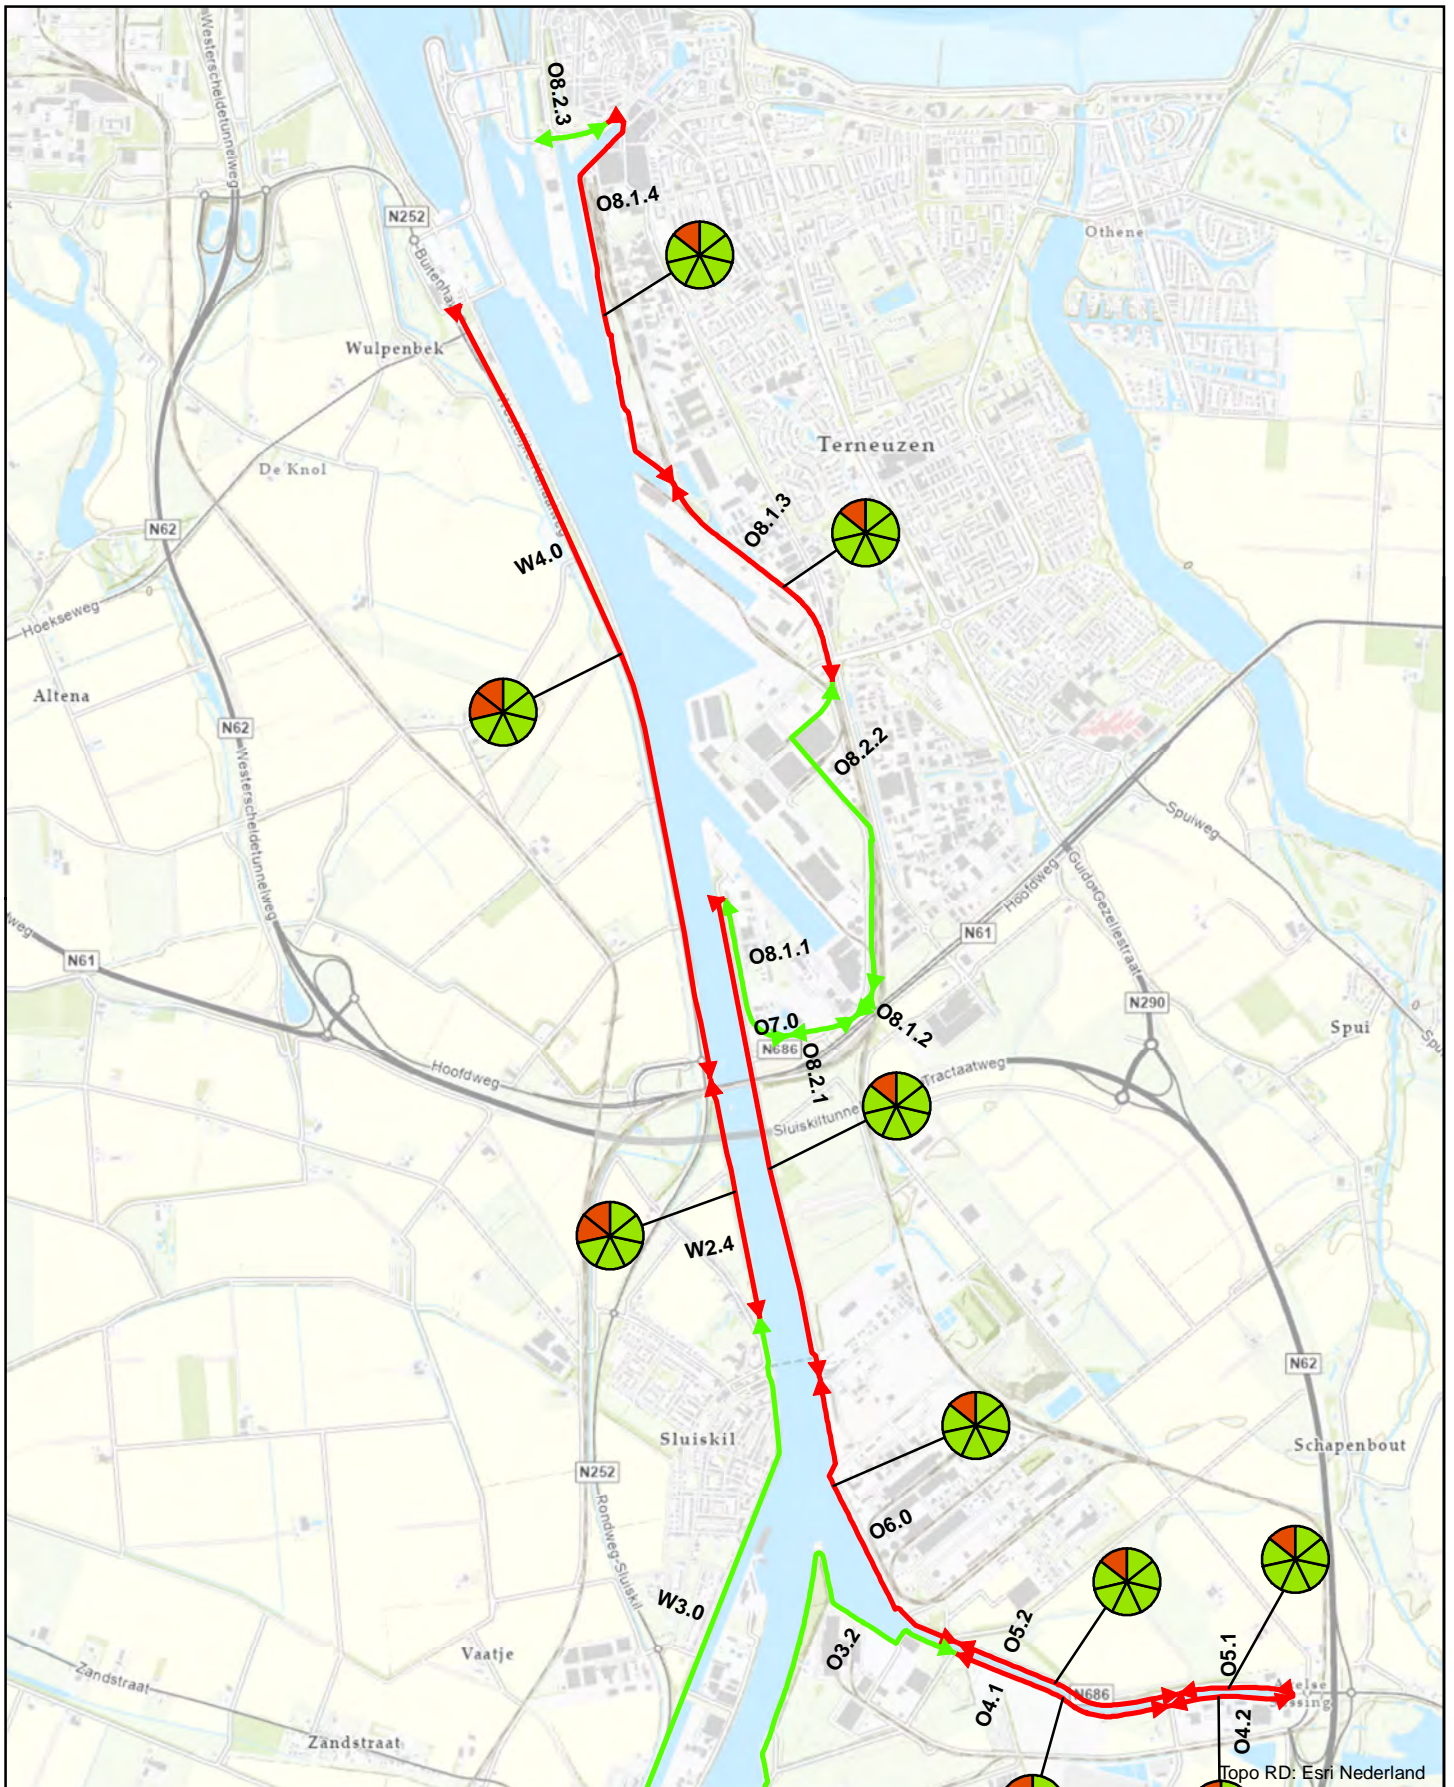 Westerscheldetunnelweg
O8.2.3
O8.1.4
N252
Othene
Buitenha
Wulpenbek
Terneuzen
De Knol
O8.1.3
N62
W4.0
Hoekseweg
Altena
N62
O8.2.2
Westerscheldetunnelweg
Spuiweg
Hoofdweg
Guido Gezellestraat
tweg
N61
N61
O8.1.1
N290
O7.0
O8.1.2
Spui
Spu
N686
O8.2.1
Hoofdweg
Tractaatweg
Sluiskiltunnel
W2.4
N62
Sluiskil
Schapenbout
N252
Rondweg-Sluiskil
O6.0
W3.0
O3.2
O5.2
O5.1
Vaatje
Zandstraat
O4.1
N686
O4.2
Zandstraat
Topo RD: Esri Nederland